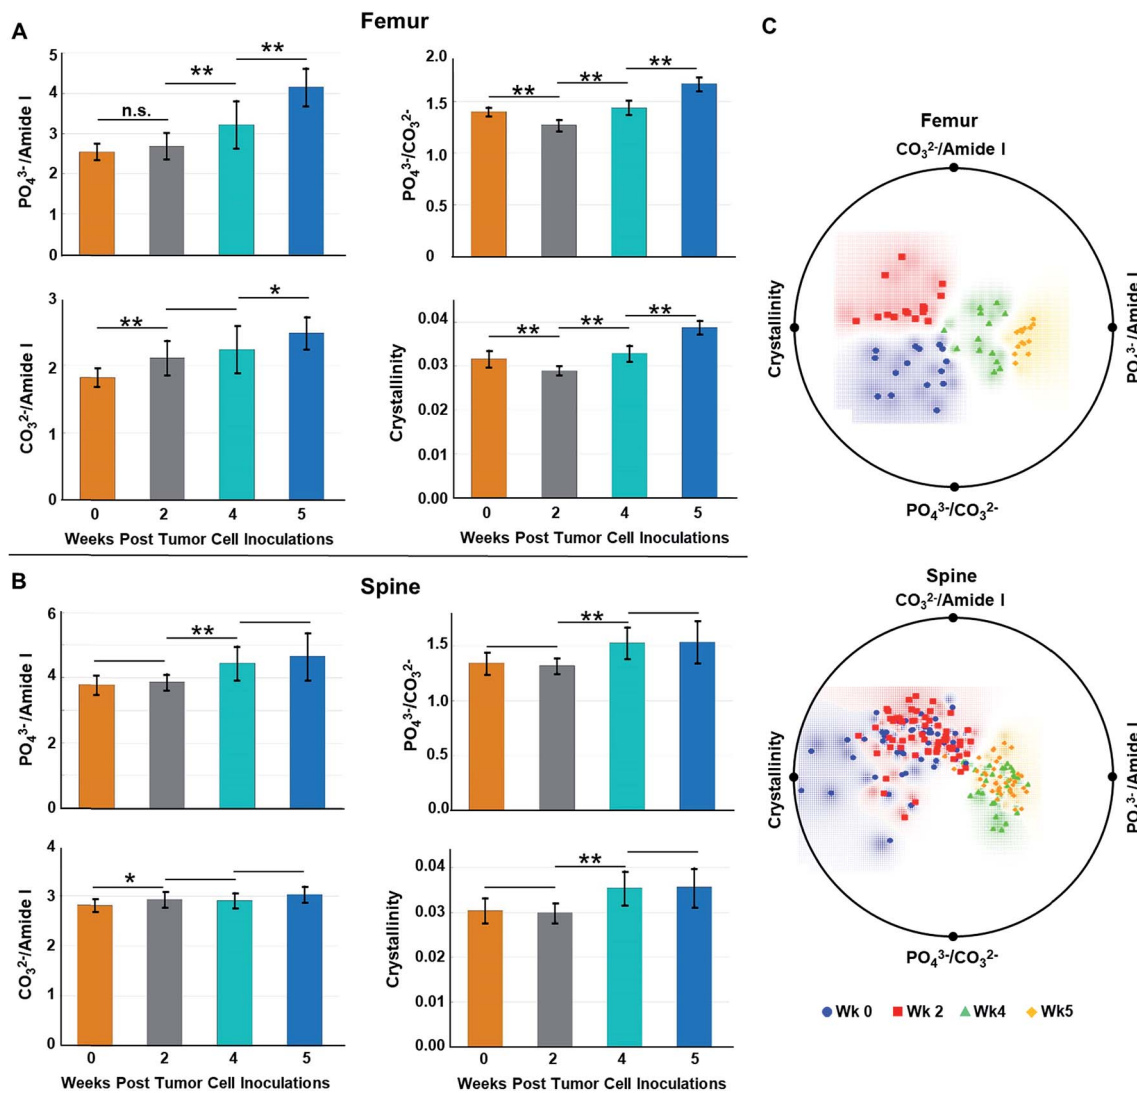 A
Femur
PO₄³⁻/Amide I
5
4
3
2
1
0
n.s.
**
**
PO₄³⁻/CO₃²⁻
2.0
1.5
1.0
0.5
0
**
**
**
CO₃²⁻/Amide I
3
2
1
0
**
*
0 2 4 5
Weeks Post Tumor Cell Inoculations
Crystallinity
0.04
0.03
0.02
0.01
0.00
**
**
**
0 2 4 5
Weeks Post Tumor Cell Inoculations
B
Spine
PO₄³⁻/Amide I
6
4
2
0
**
PO₄³⁻/CO₃²⁻
1.5
1.0
0.5
0.0
**
CO₃²⁻/Amide I
4
3
2
1
0
*
0 2 4 5
Weeks Post Tumor Cell Inoculations
Crystallinity
0.04
0.03
0.02
0.01
0.00
**
0 2 4 5
Weeks Post Tumor Cell Inoculations
C
Femur
CO₃²⁻/Amide I
Crystallinity
PO₄³⁻/Amide I
PO₄³⁻/CO₃²⁻
Spine
CO₃²⁻/Amide I
Crystallinity
PO₄³⁻/Amide I
PO₄³⁻/CO₃²⁻
Wk 0 Wk 2 Wk4 Wk5